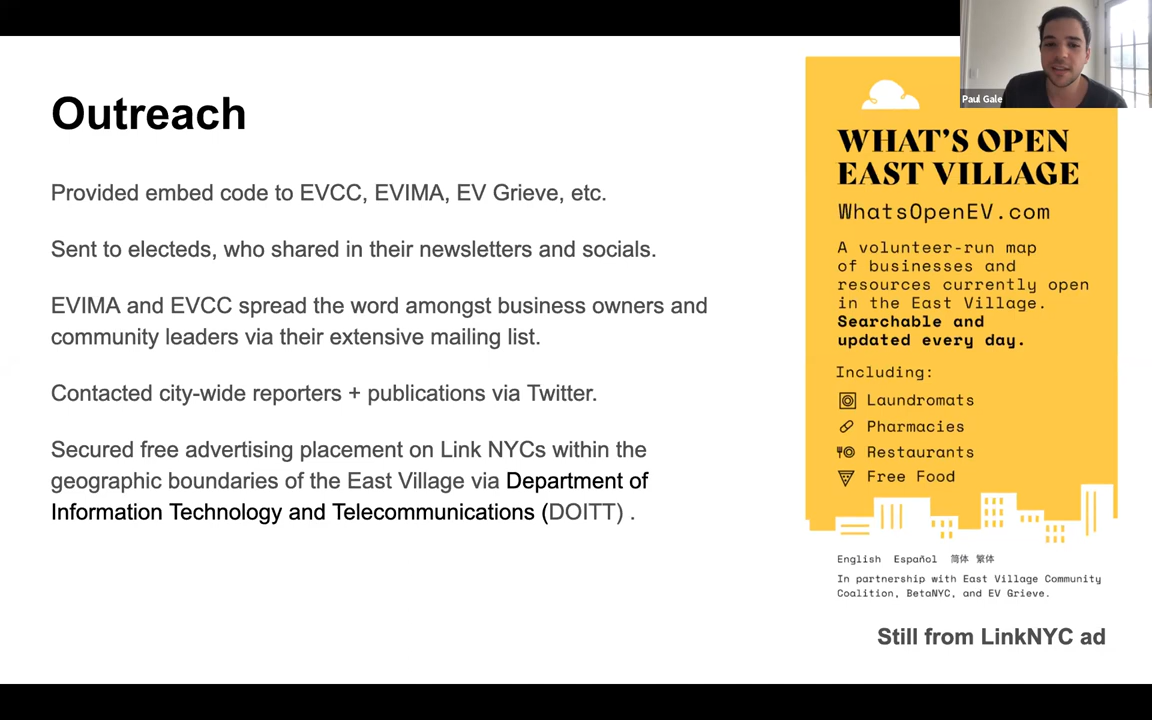 Paul Gale
Outreach
Provided embed code to EVCC, EVIMA, EV Grieve, etc.
Sent to electeds, who shared in their newsletters and socials.
EVIMA and EVCC spread the word amongst business owners and
community leaders via their extensive mailing list.
Contacted city-wide reporters + publications via Twitter.
Secured free advertising placement on Link NYCs within the
geographic boundaries of the East Village via Department of
Information Technology and Telecommunications (DOITT) .
WHAT'S OPEN
EAST VILLAGE
WhatsOpenEV.com
A volunteer-run map
of businesses and
resources currently open
in the East Village.
Searchable and
updated every day.
Including:
Laundromats
Pharmacies
Restaurants
Free Food
English Español 简体 繁体
In partnership with East Village Community
Coalition, BetaNYC, and EV Grieve.
Still from LinkNYC ad